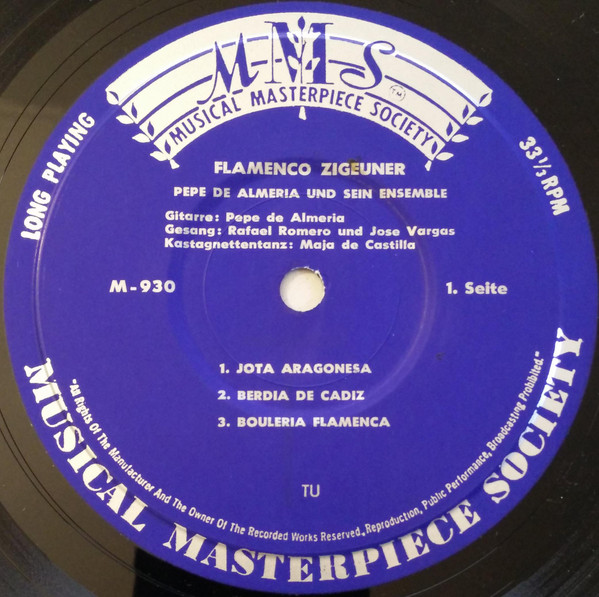 MMS
TM
MUSICAL MASTERPIECE SOCIETY
LONG PLAYING
33 1/3 RPM
FLAMENCO ZIGEUNER
PEPE DE ALMERIA UND SEIN ENSEMBLE
Gitarre: Pepe de Almeria
Gesang: Rafael Romero und Jose Vargas
Kastagnettentanz: Maja de Castilla
M-930
1. Seite
1. JOTA ARAGONESA
2. BERDIA DE CADIZ
3. BOULERIA FLAMENCA
TU
"All Rights Of The Manufacturer And The Owner Of The Recorded Works Reserved., Reproduction, Public Performance, Broadcasting Prohibited."
MUSICAL MASTERPIECE SOCIETY